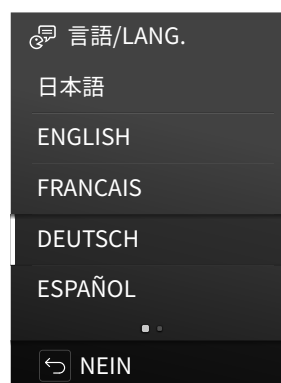 言語/LANG.
日本語
ENGLISH
FRANCAIS
DEUTSCH
ESPAÑOL
NEIN